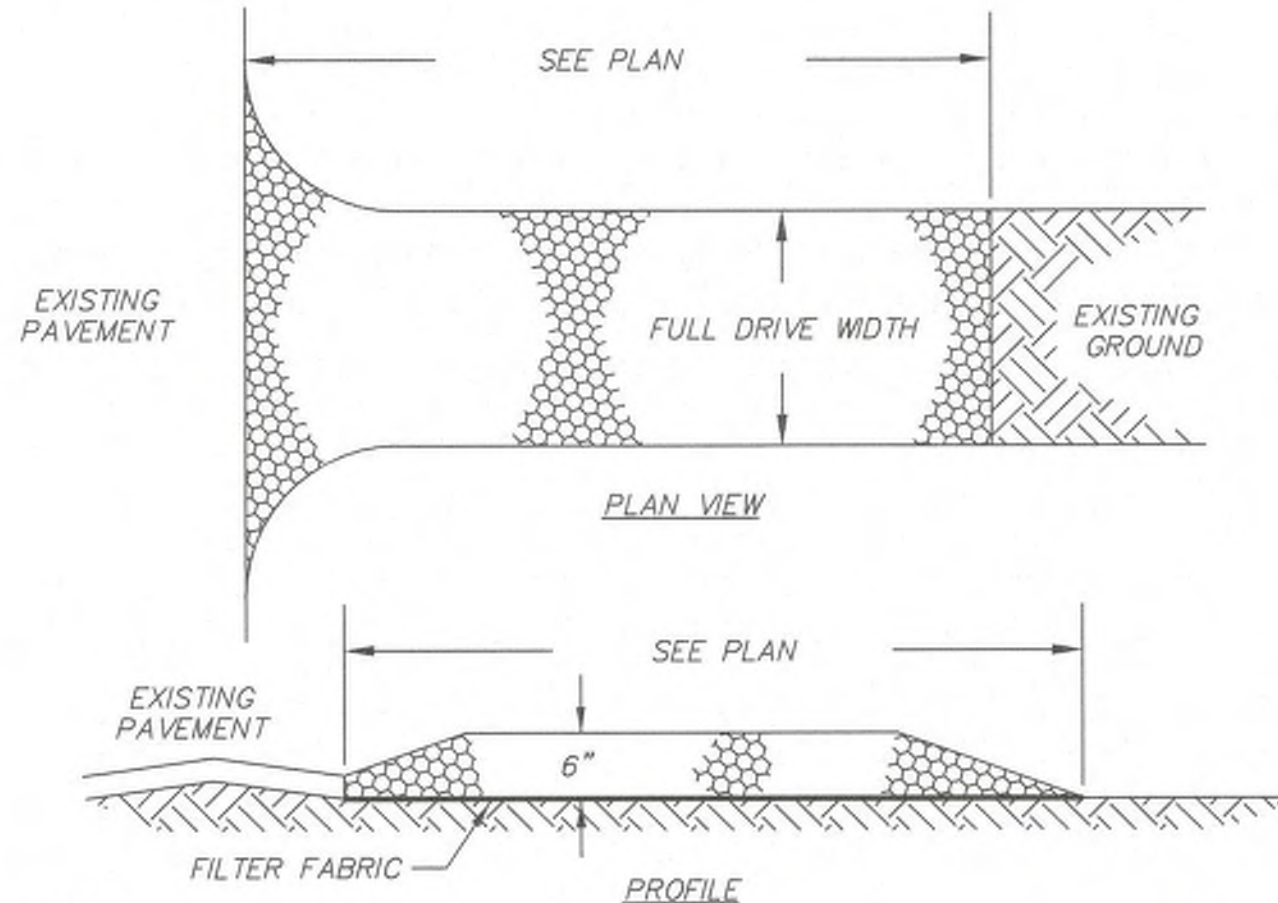 SEE PLAN
EXISTING
PAVEMENT
FULL DRIVE WIDTH
EXISTING
GROUND
PLAN VIEW
SEE PLAN
EXISTING
PAVEMENT
6"
FILTER FABRIC
PROFILE